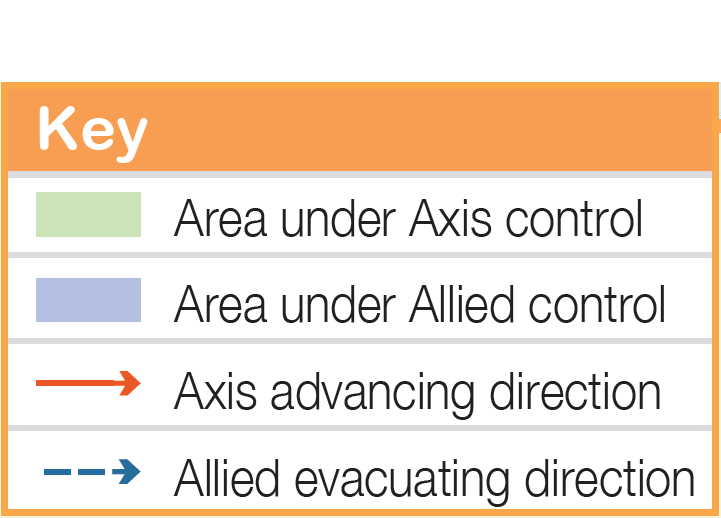 Key
Area under Axis control
Area under Allied control
Axis advancing direction
Allied evacuating direction